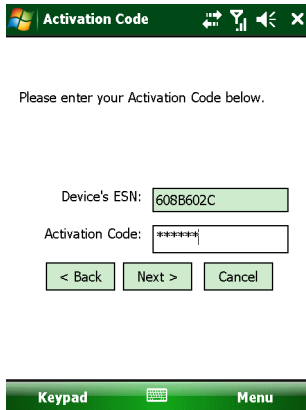 Activation Code
Please enter your Activation Code below.
Device's ESN: 608B602C
Activation Code: ******
< Back Next > Cancel
Keypad Menu